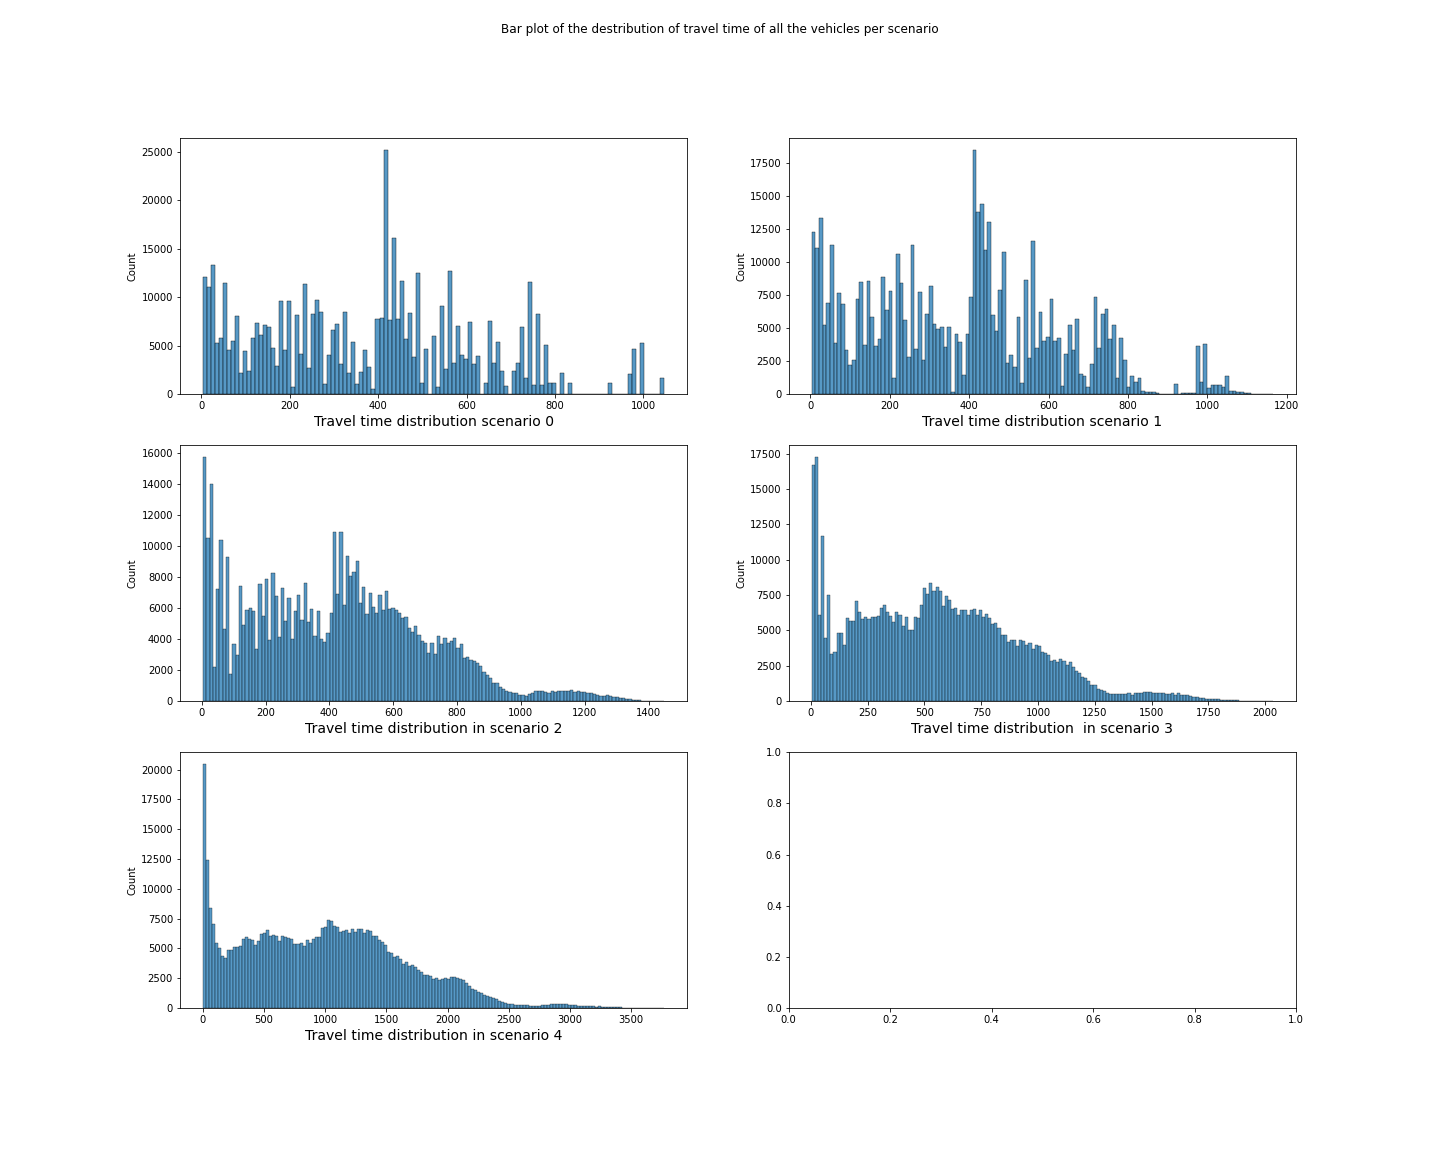 Bar plot of the destribution of travel time of all the vehicles per scenario
25000
20000
15000
10000
5000
0
Count
0 200 400 600 800 1000
Travel time distribution scenario 0
17500
15000
12500
10000
7500
5000
2500
0
Count
0 200 400 600 800 1000 1200
Travel time distribution scenario 1
16000
14000
12000
10000
8000
6000
4000
2000
0
Count
0 200 400 600 800 1000 1200 1400
Travel time distribution in scenario 2
17500
15000
12500
10000
7500
5000
2500
0
Count
0 250 500 750 1000 1250 1500 1750 2000
Travel time distribution  in scenario 3
20000
17500
15000
12500
10000
7500
5000
2500
0
Count
0 500 1000 1500 2000 2500 3000 3500
Travel time distribution in scenario 4
1.0
0.8
0.6
0.4
0.2
0.0
0.0 0.2 0.4 0.6 0.8 1.0